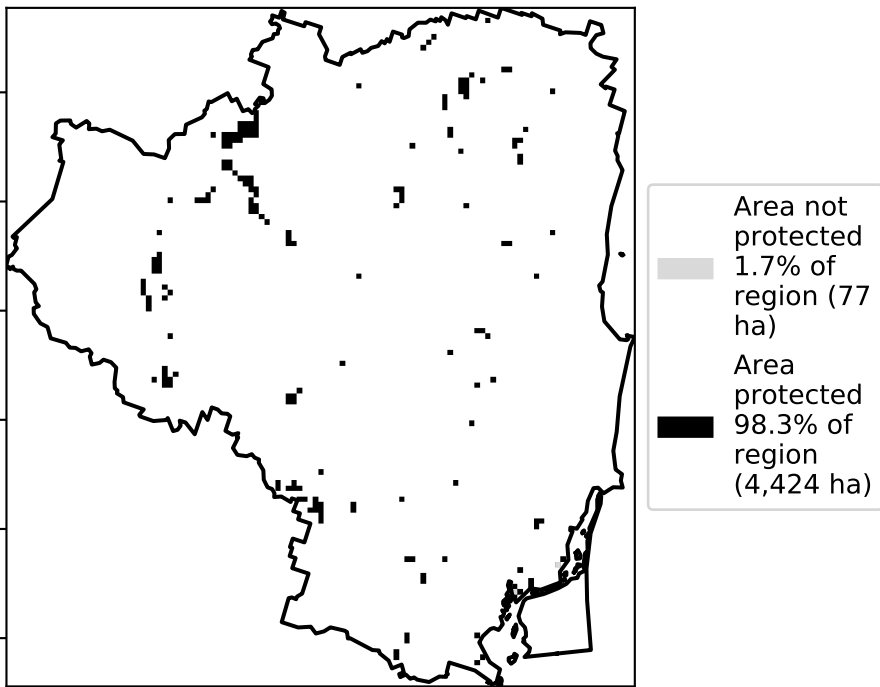 Area not
protected
1.7% of
region (77
ha)
Area
protected
98.3% of
region
(4,424 ha)